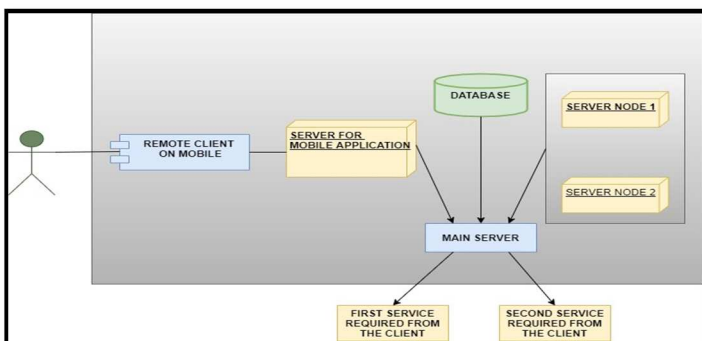 REMOTE CLIENT
ON MOBILE
SERVER FOR
MOBILE APPLICATION
DATABASE
SERVER NODE 1
SERVER NODE 2
MAIN SERVER
FIRST SERVICE
REQUIRED FROM
THE CLIENT
SECOND SERVICE
REQUIRED FROM
THE CLIENT